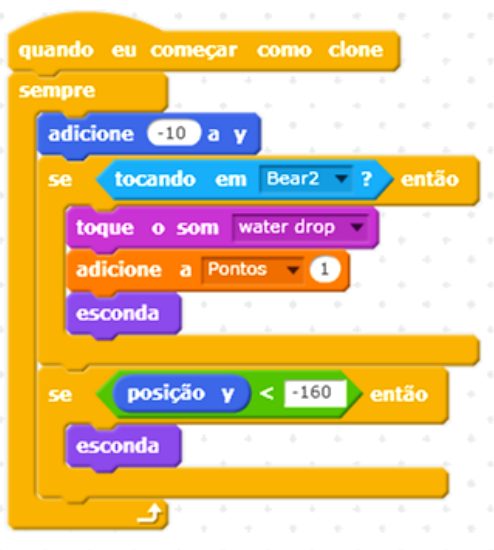 quando eu começar como clone
sempre
adicione -10 a y
se tocando em Bear2 ? então
toque o som water drop
adicione a Pontos 1
esconda
se posição y < -160 então
esconda